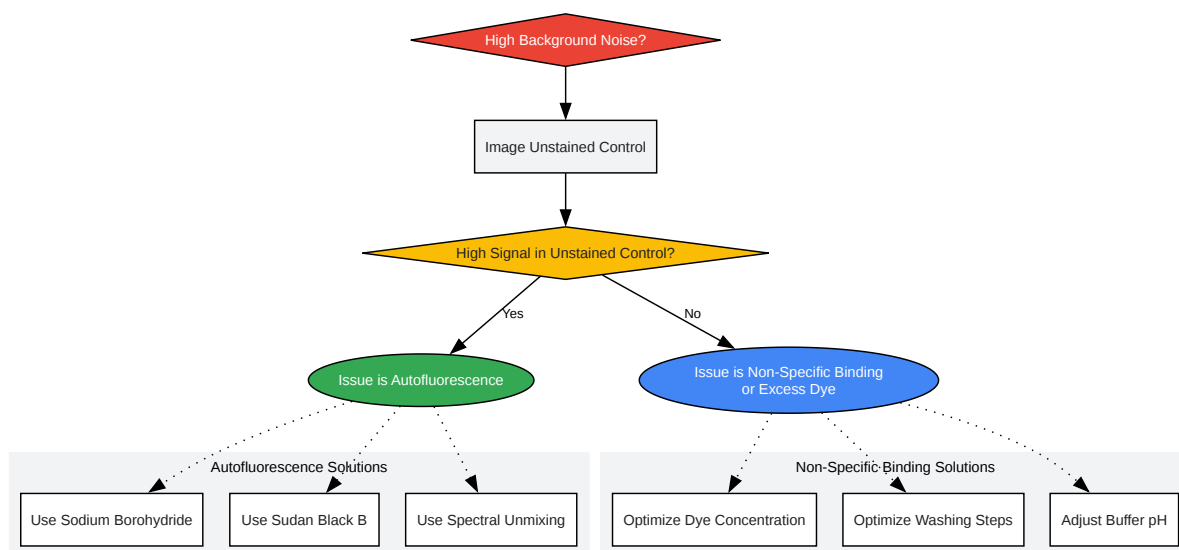 High Background Noise?
Image Unstained Control
High Signal in Unstained Control?
Yes
No
Issue is Autofluorescence
Issue is Non-Specific Binding
or Excess Dye
Autofluorescence Solutions
Non-Specific Binding Solutions
Use Sodium Borohydride
Use Sudan Black B
Use Spectral Unmixing
Optimize Dye Concentration
Optimize Washing Steps
Adjust Buffer pH